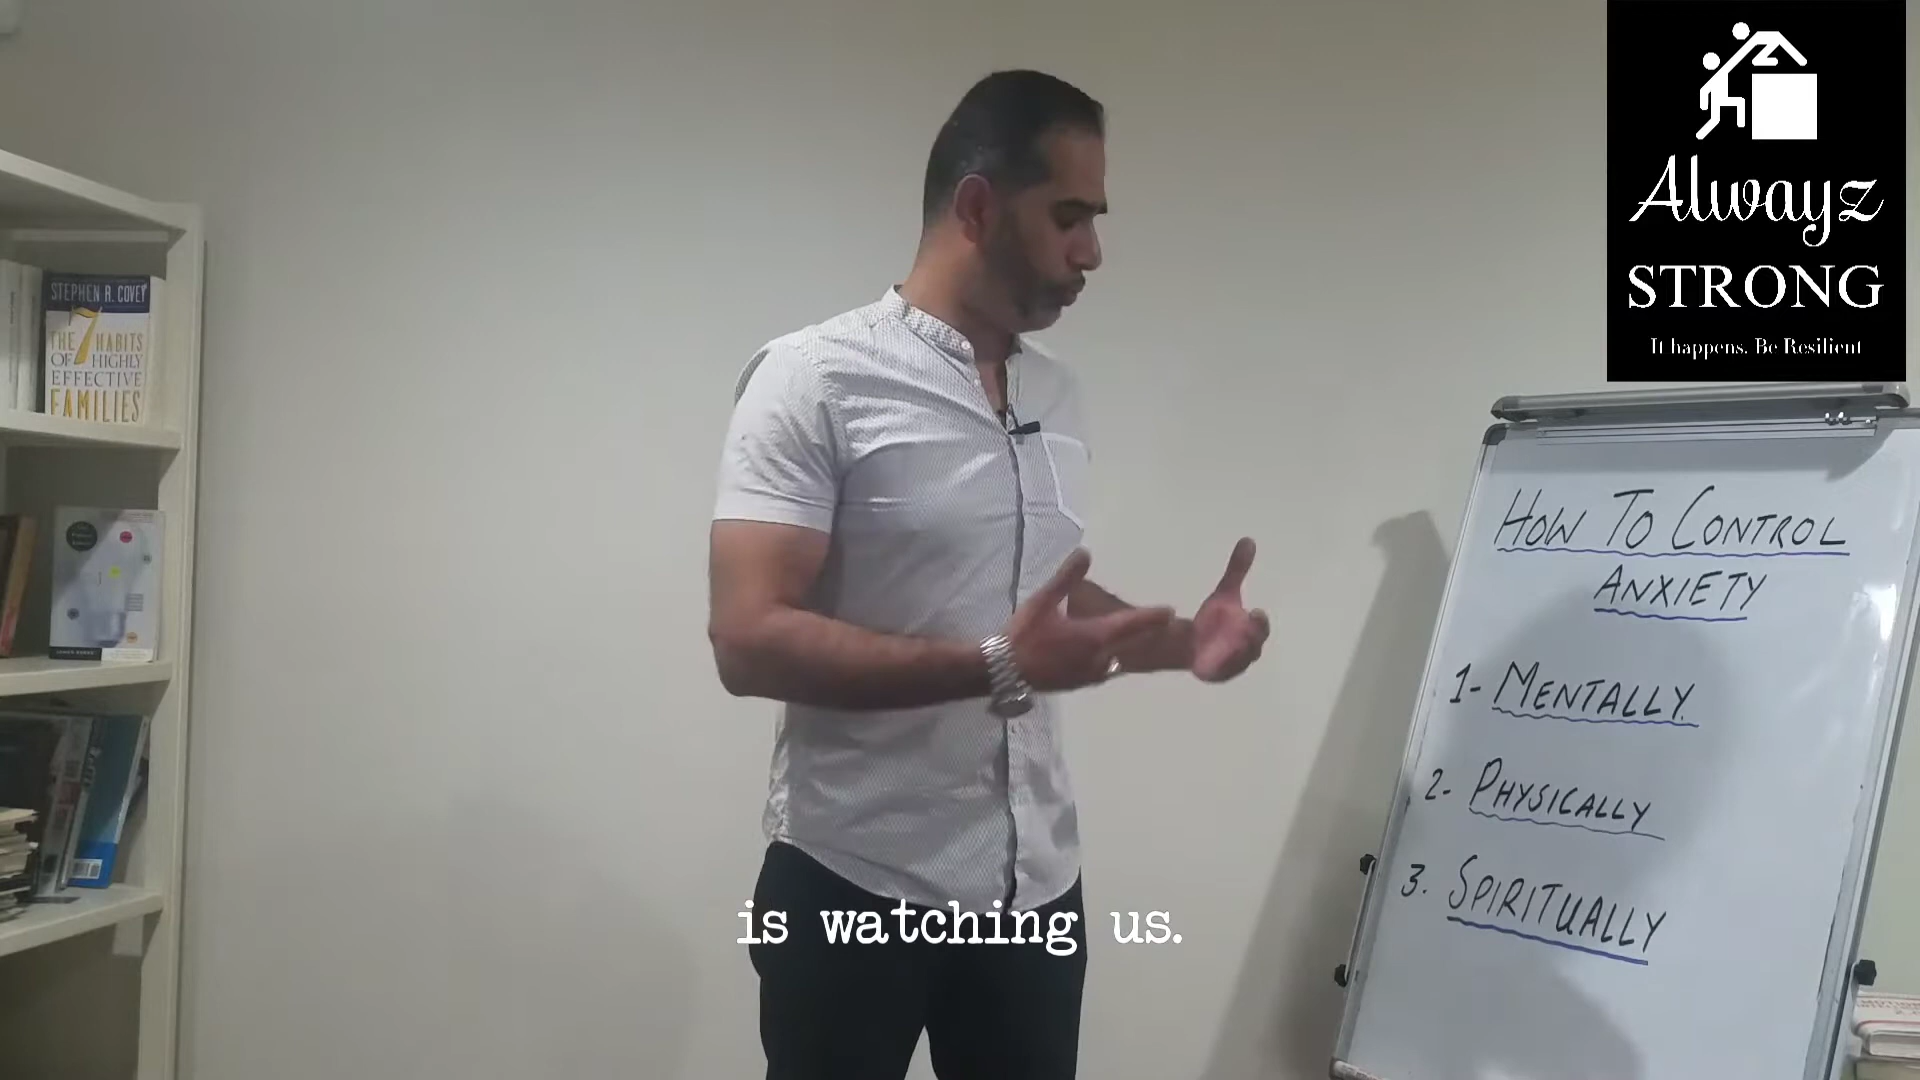 Alwayz
STRONG
It happens. Be Resilient
STEPHEN R. COVEY
THE 7 HABITS
OF HIGHLY
EFFECTIVE
FAMILIES
HOW TO CONTROL
ANXIETY
1- MENTALLY
2- PHYSICALLY
3. SPIRITUALLY
is watching us.